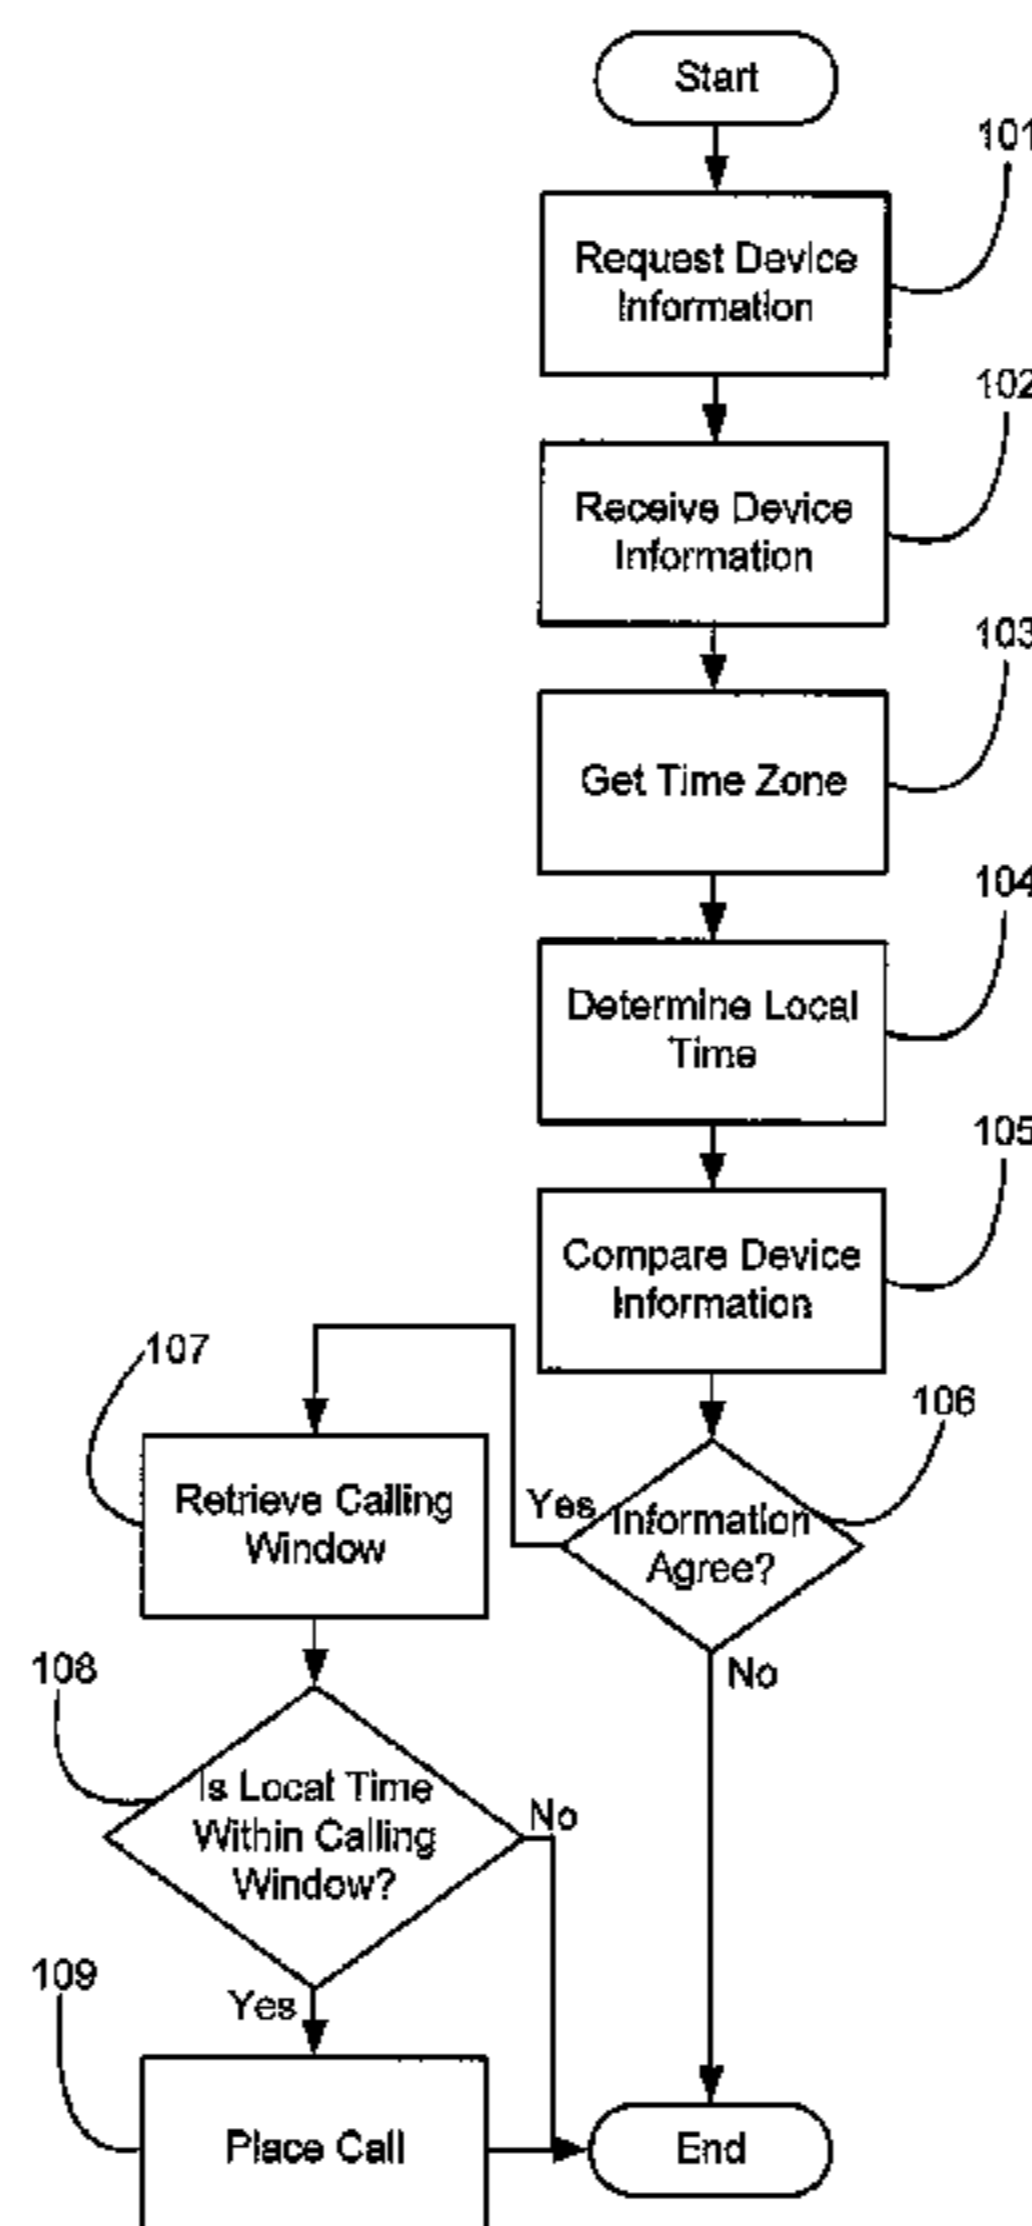 Start
101
Request Device
Information
102
Receive Device
Information
103
Get Time Zone
104
Determine Local
Time
105
Compare Device
Information
107
106
Retrieve Calling
Window
Yes
Information
Agree?
No
108
Is Local Time
Within Calling
Window?
No
109
Yes
Place Call
End